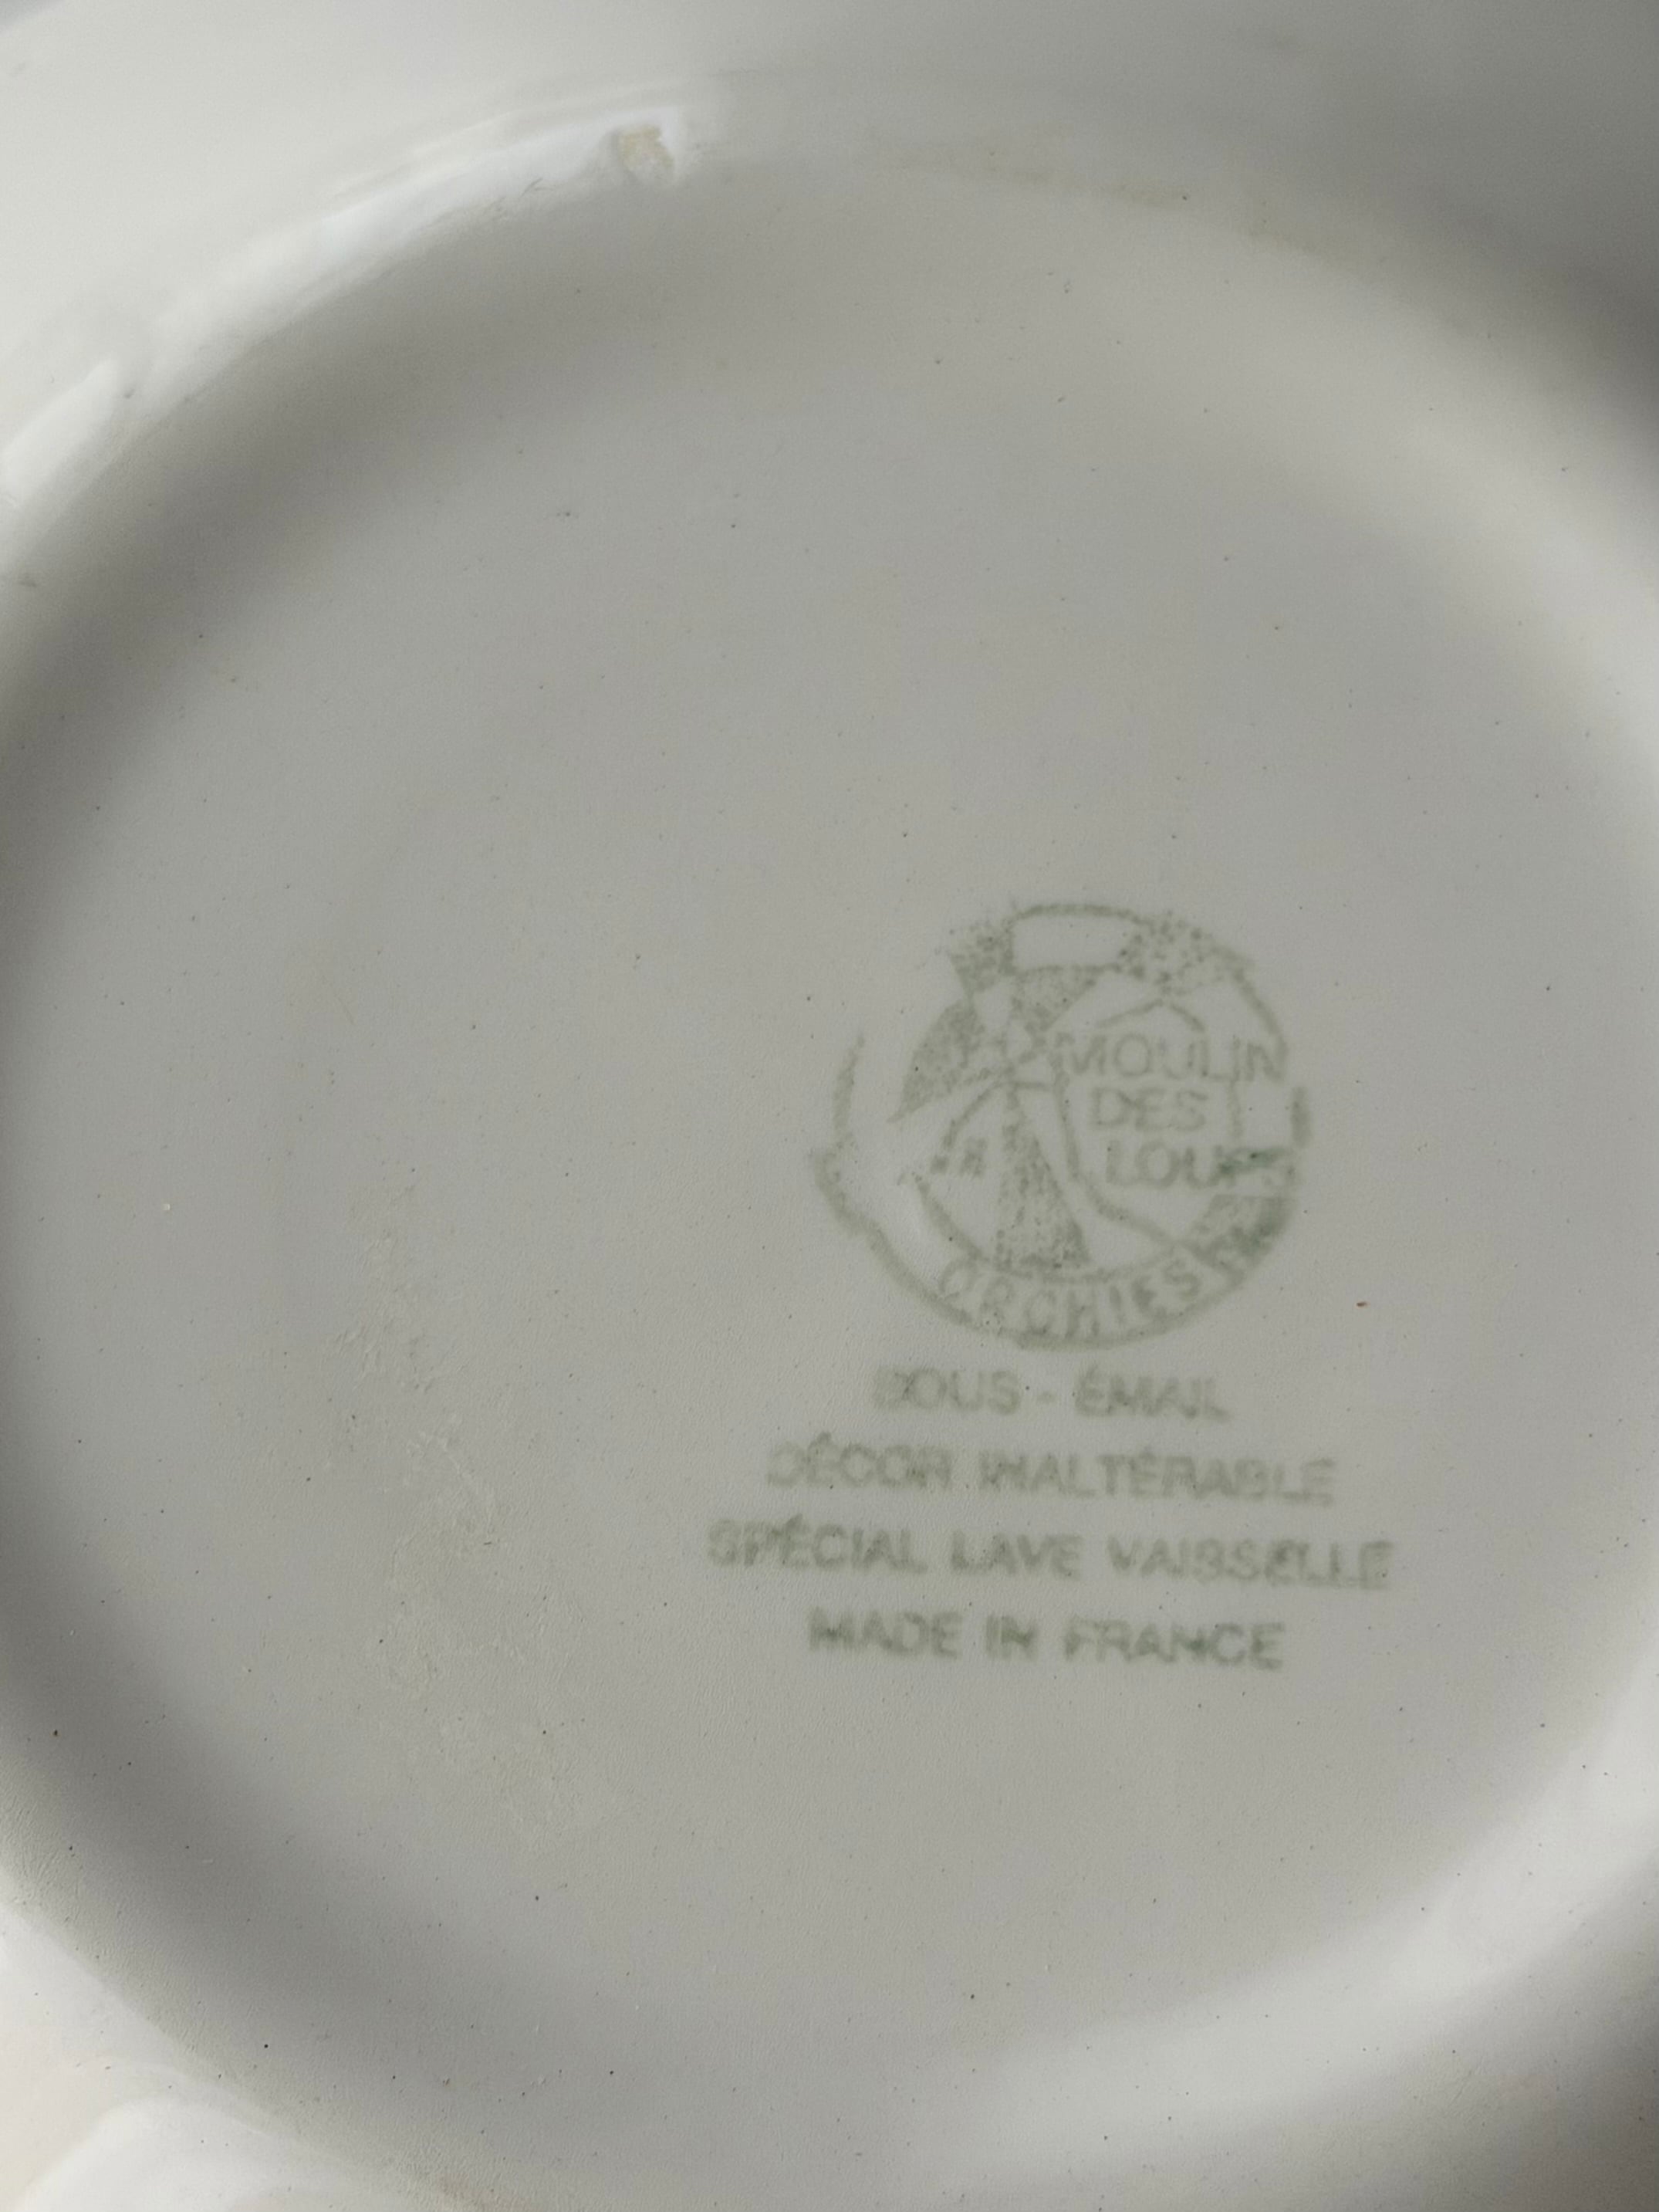 MOULIN
DES
LOUPS
ORCHIES
SOUS - ÉMAIL
DÉCOR INALTÉRABLE
SPÉCIAL LAVE VAISSELLE
MADE IN FRANCE